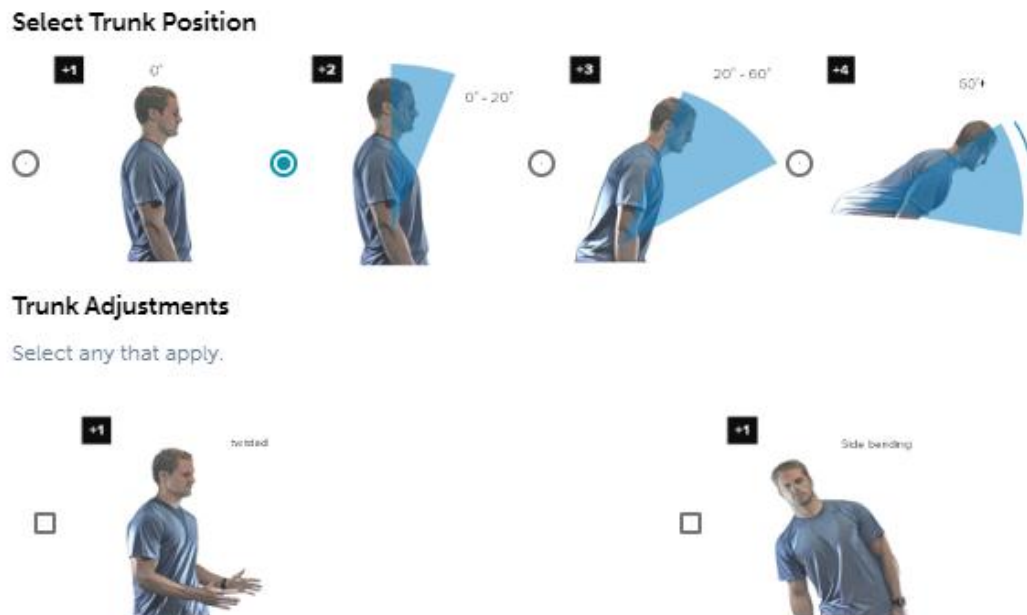 Select Trunk Position
+1 0° +2 0° - 20° +3 20° - 60° +4 60°+
Trunk Adjustments
Select any that apply.
+1 twisted +1 Side bending